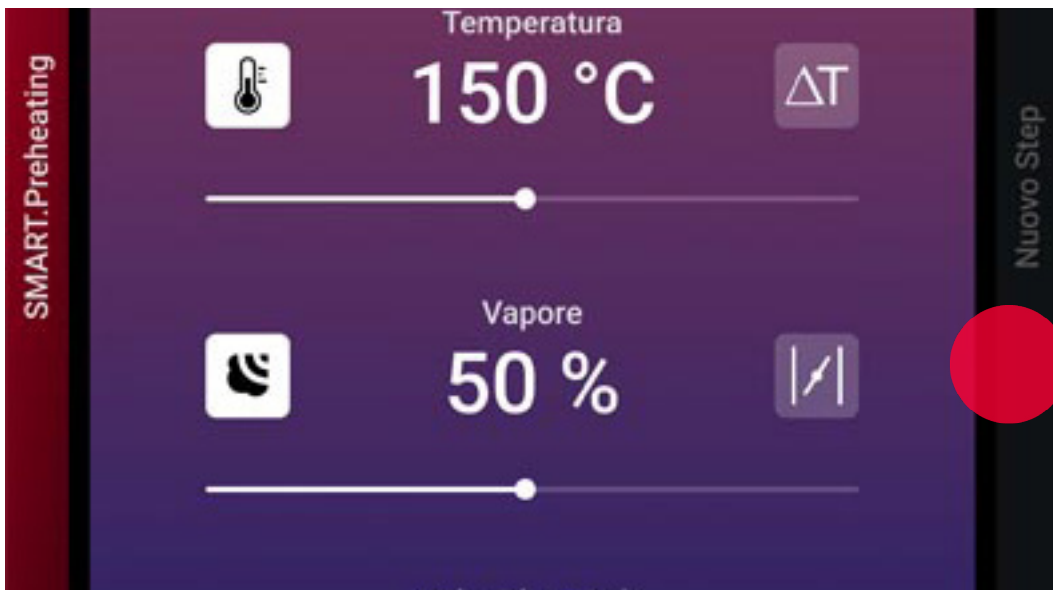 SMART.Preheating
Temperatura
150 °C
ΔT
Vapore
50 %
Nuovo Step